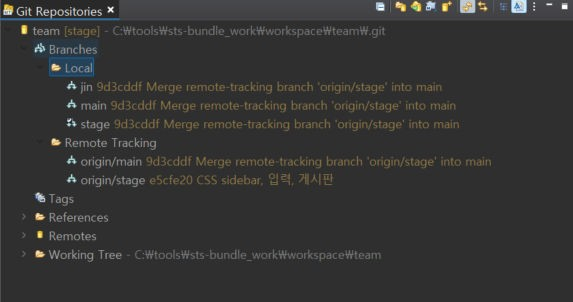 Git Repositories
team [stage] - C:₩tools₩sts-bundle_work₩workspace₩team₩.git
Branches
Local
jin 9d3cddf Merge remote-tracking branch 'origin/stage' into main
main 9d3cddf Merge remote-tracking branch 'origin/stage' into main
stage 9d3cddf Merge remote-tracking branch 'origin/stage' into main
Remote Tracking
origin/main 9d3cddf Merge remote-tracking branch 'origin/stage' into main
origin/stage e5cfe20 CSS sidebar, 입력, 게시판
Tags
References
Remotes
Working Tree - C:₩tools₩sts-bundle_work₩workspace₩team